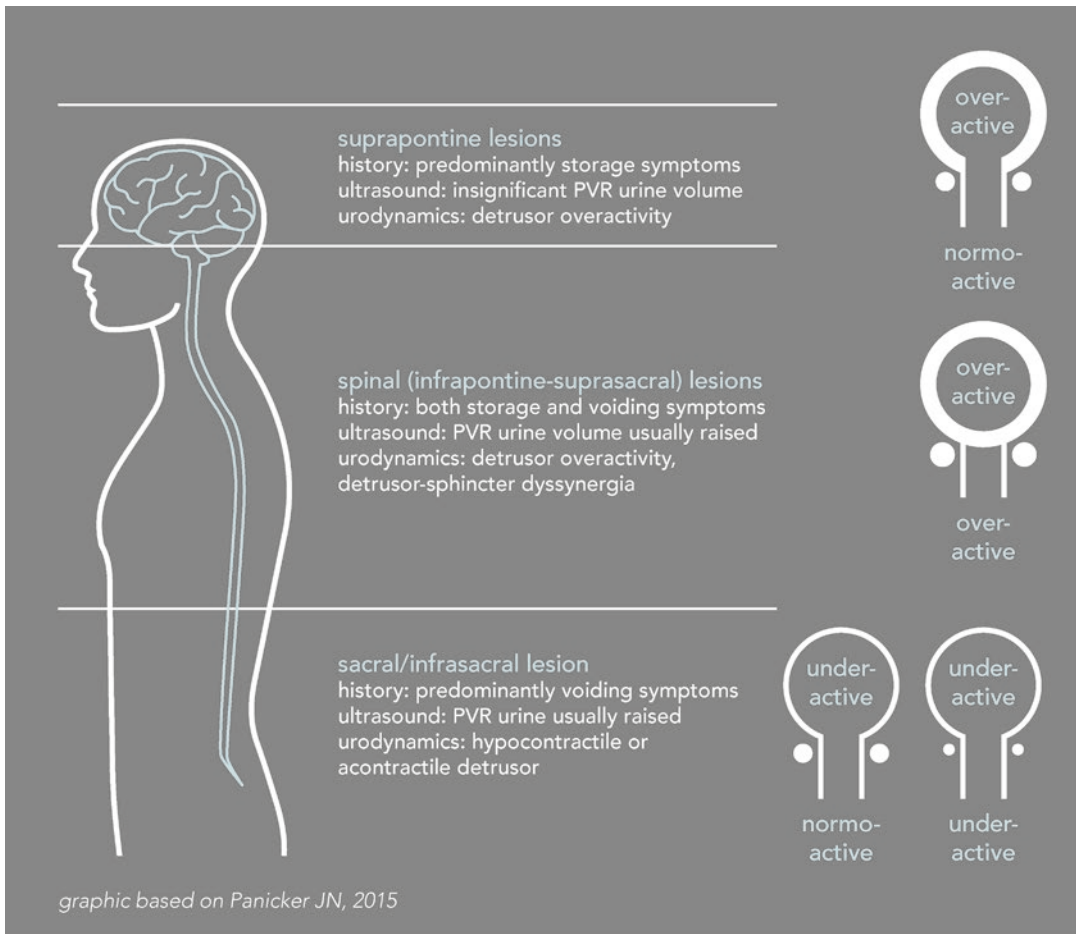 suprapontine lesions
history: predominantly storage symptoms
ultrasound: insignificant PVR urine volume
urodynamics: detrusor overactivity
over-
active
normo-
active
spinal (infrapontine-suprasacral) lesions
history: both storage and voiding symptoms
ultrasound: PVR urine volume usually raised
urodynamics: detrusor overactivity,
detrusor-sphincter dyssynergia
over-
active
over-
active
sacral/infrasacral lesion
history: predominantly voiding symptoms
ultrasound: PVR urine usually raised
urodynamics: hypocontractile or
acontractile detrusor
under-
active
normo-
active
under-
active
under-
active
graphic based on Panicker JN, 2015